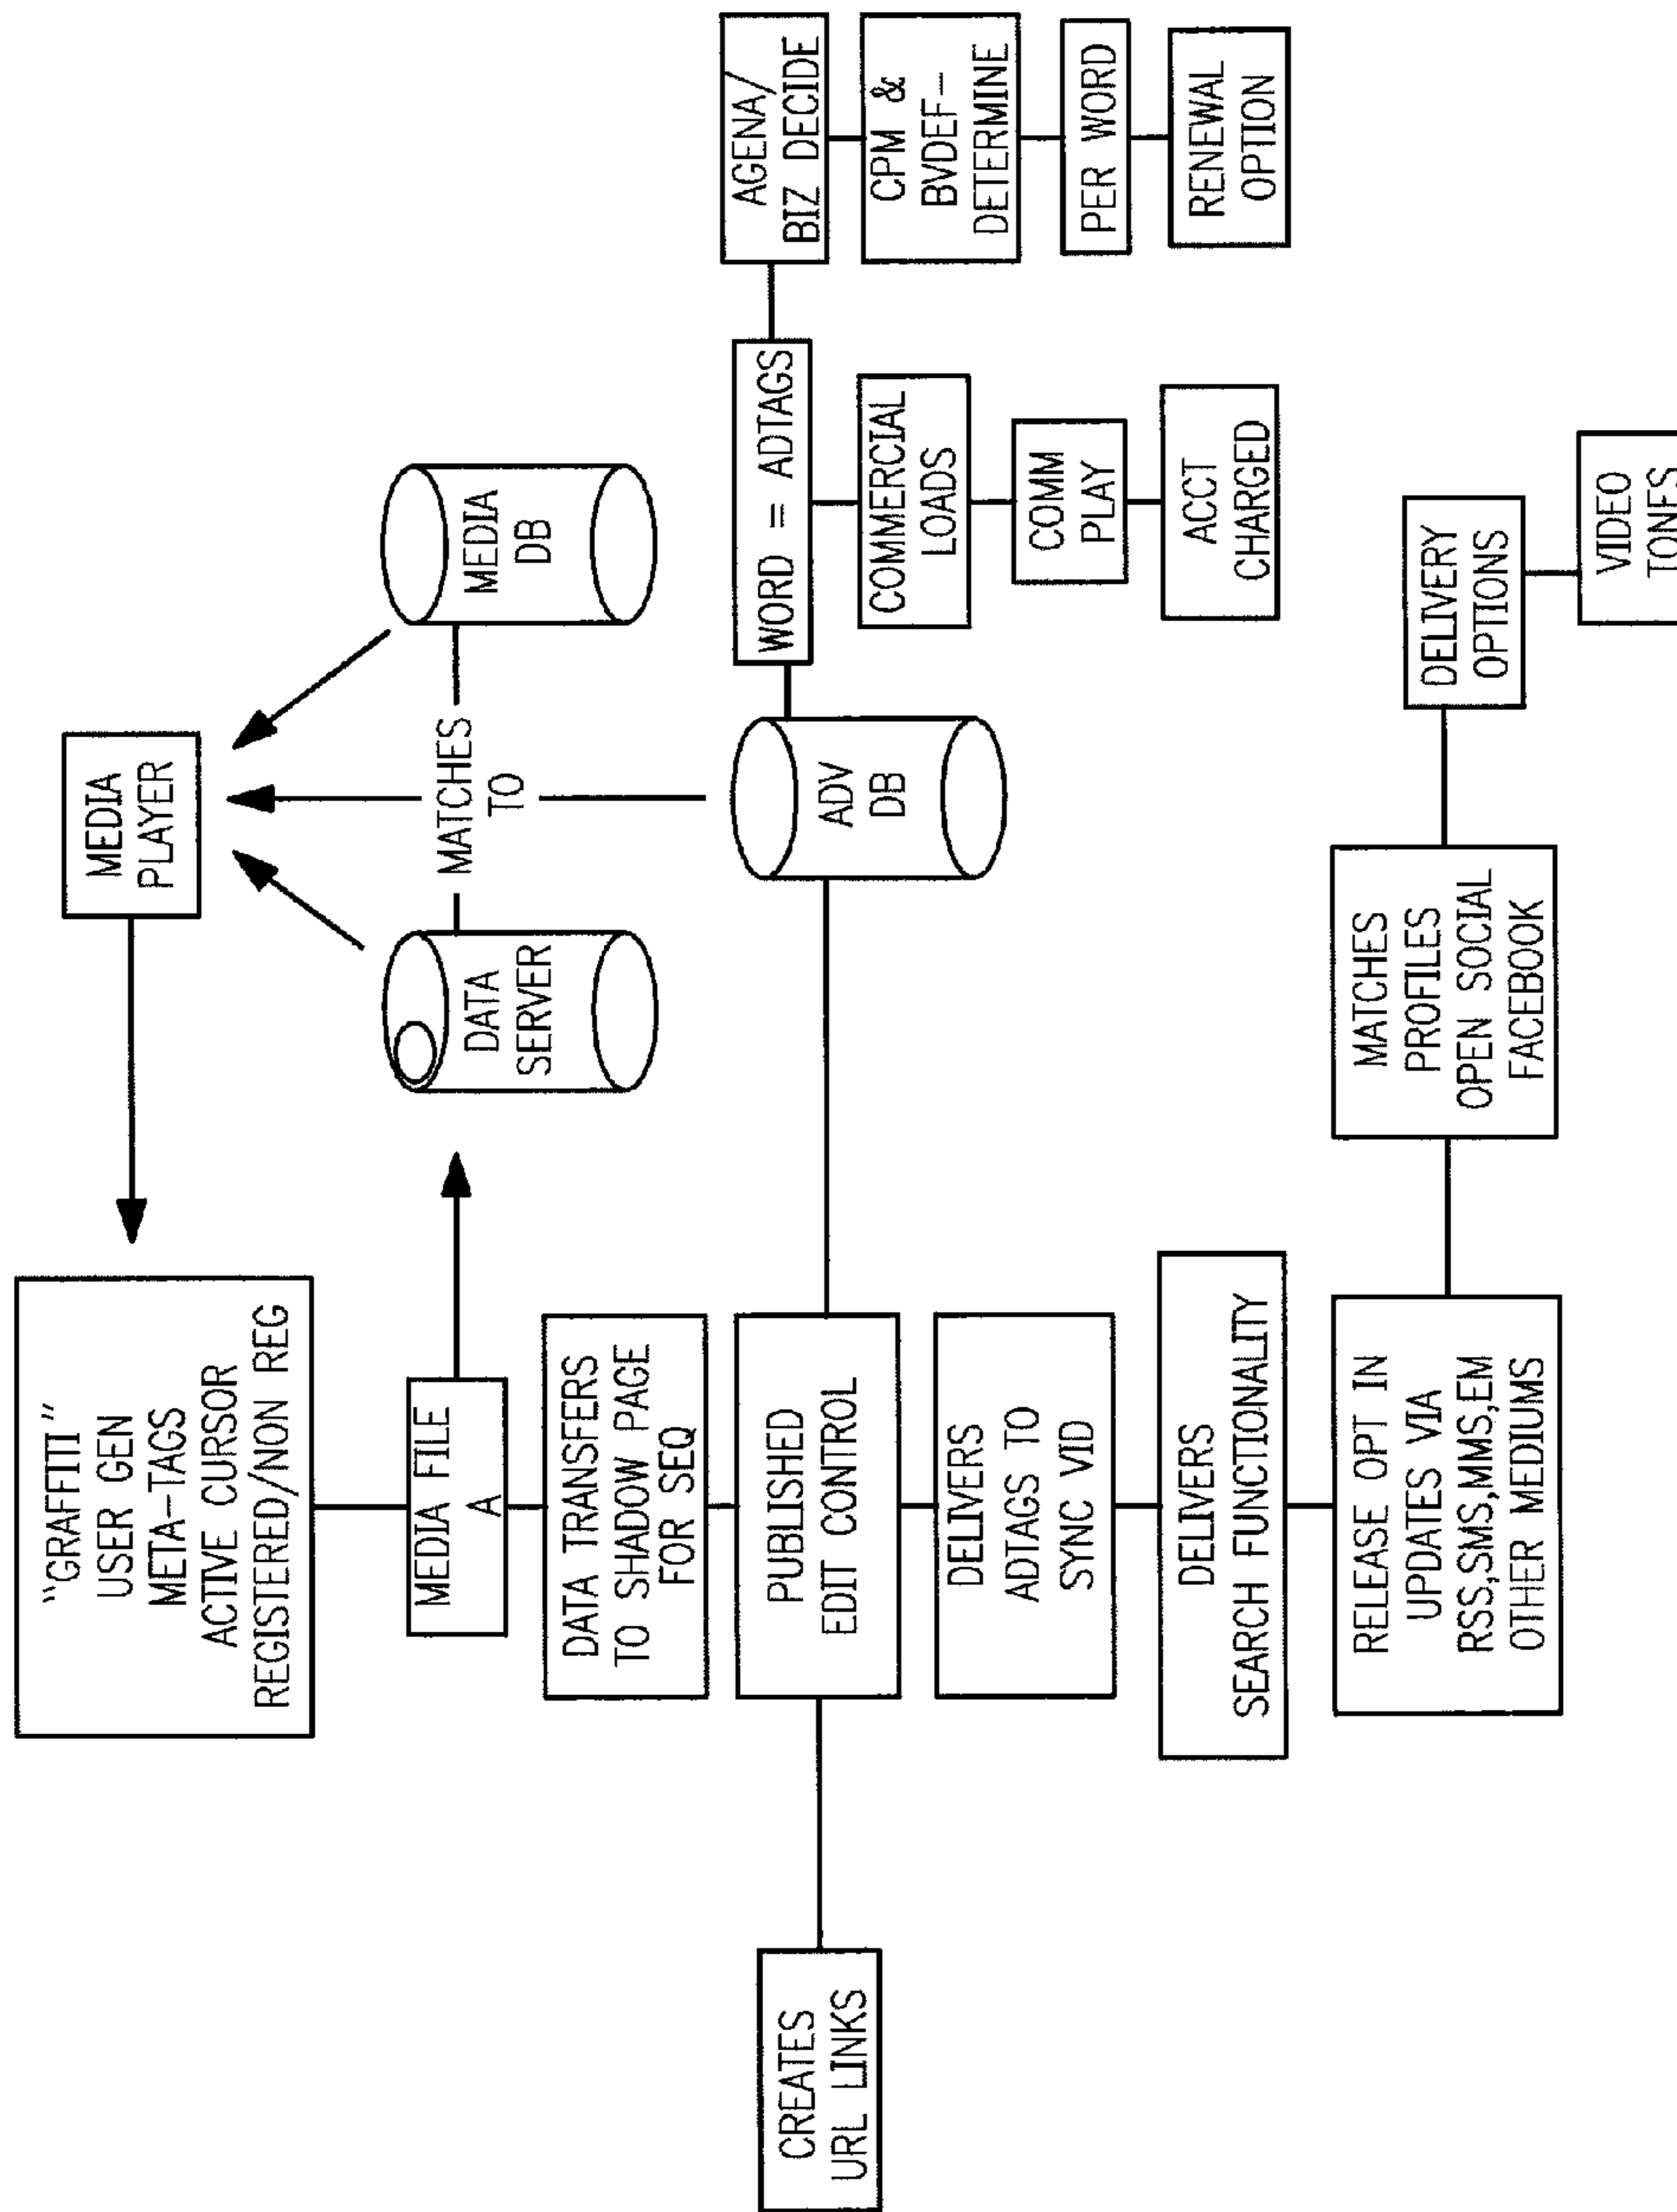 "GRAFFITI"
USER GEN
META-TAGS
ACTIVE CURSOR
REGISTERED/NON REG
MEDIA
PLAYER
MEDIA FILE
A
DATA
SERVER
MATCHES
TO
MEDIA
DB
DATA TRANSFERS
TO SHADOW PAGE
FOR SEQ
CREATES
URL LINKS
PUBLISHED
EDIT CONTROL
ADV
DB
WORD = ADTAGS
AGENA/
BIZ DECIDE
COMMERCIAL
LOADS
CPM &
BVDEF-
DETERMINE
COMM
PLAY
PER WORD
ACCT
CHARGED
RENEWAL
OPTION
DELIVERS
ADTAGS TO
SYNC VID
DELIVERS
SEARCH FUNCTIONALITY
RELEASE OPT IN
UPDATES VIA
RSS,SMS,MMS,EM
OTHER MEDIUMS
MATCHES
PROFILES
OPEN SOCIAL
FACEBOOK
DELIVERY
OPTIONS
VIDEO
TONES